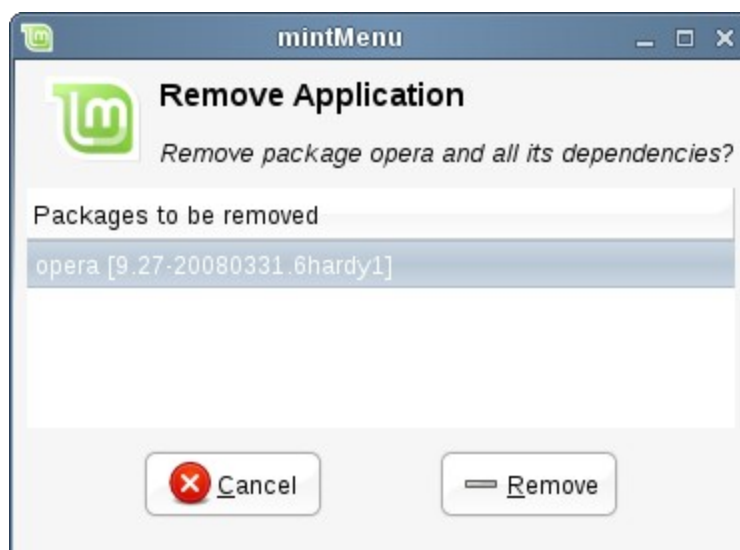 mintMenu
Remove Application
Remove package opera and all its dependencies?
Packages to be removed
opera [9.27-20080331.6hardy1]
Cancel
Remove